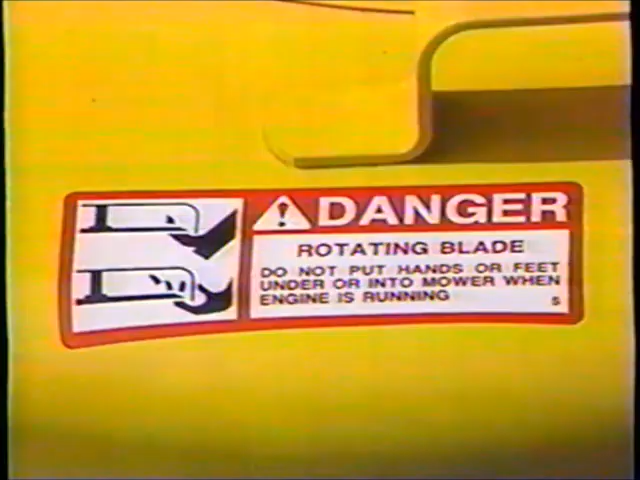 DANGER
ROTATING BLADE
DO NOT PUT HANDS OR FEET
UNDER OR INTO MOWER WHEN
ENGINE IS RUNNING
S